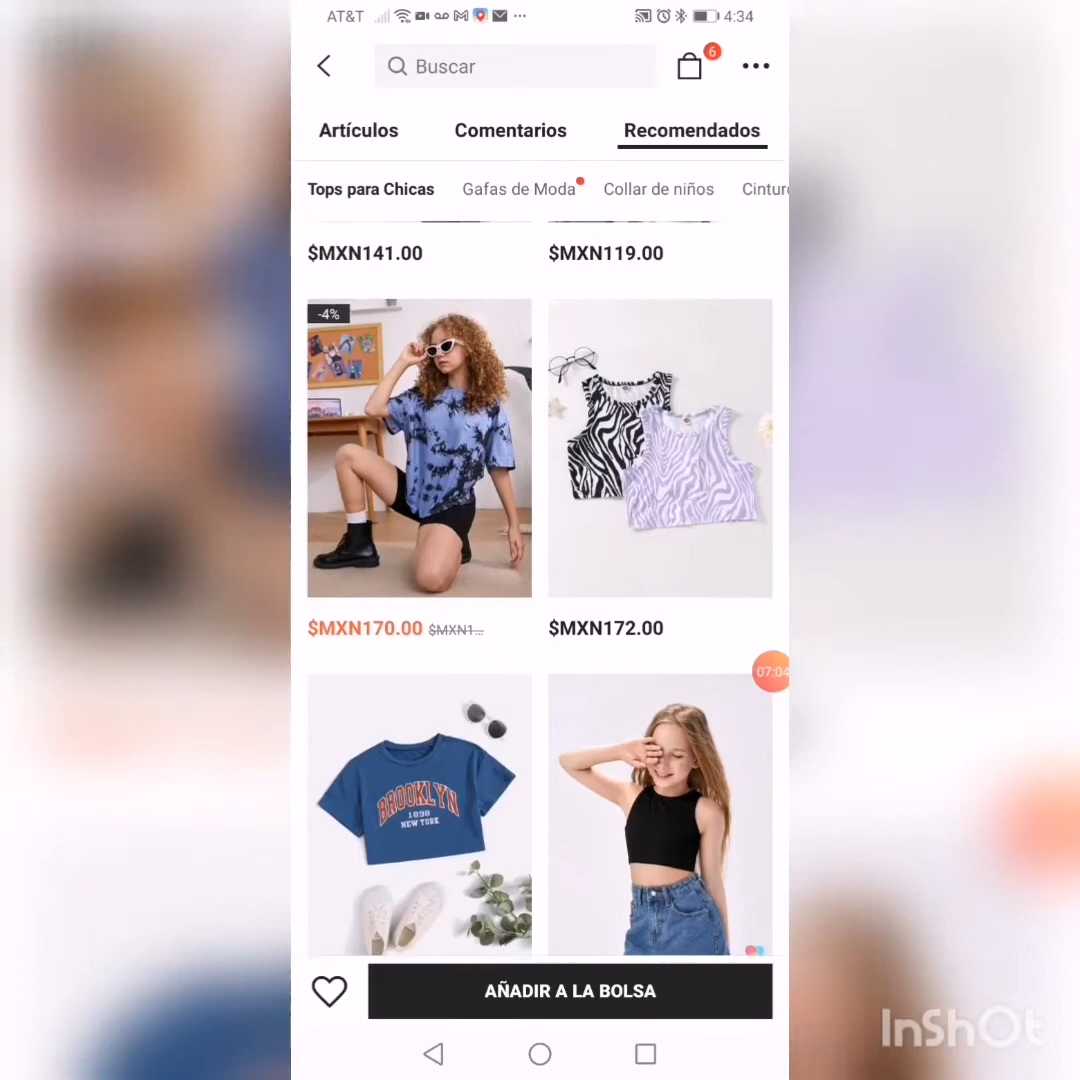 AT&T 4:34
Buscar 6
Artículos Comentarios Recomendados
Tops para Chicas Gafas de Moda Collar de niños Cintur
$MXN141.00 $MXN119.00
-4%
$MXN170.00 $MXN1...
$MXN172.00
07:04
BROOKLYN
1898
NEW YORK
AÑADIR A LA BOLSA
InShOt